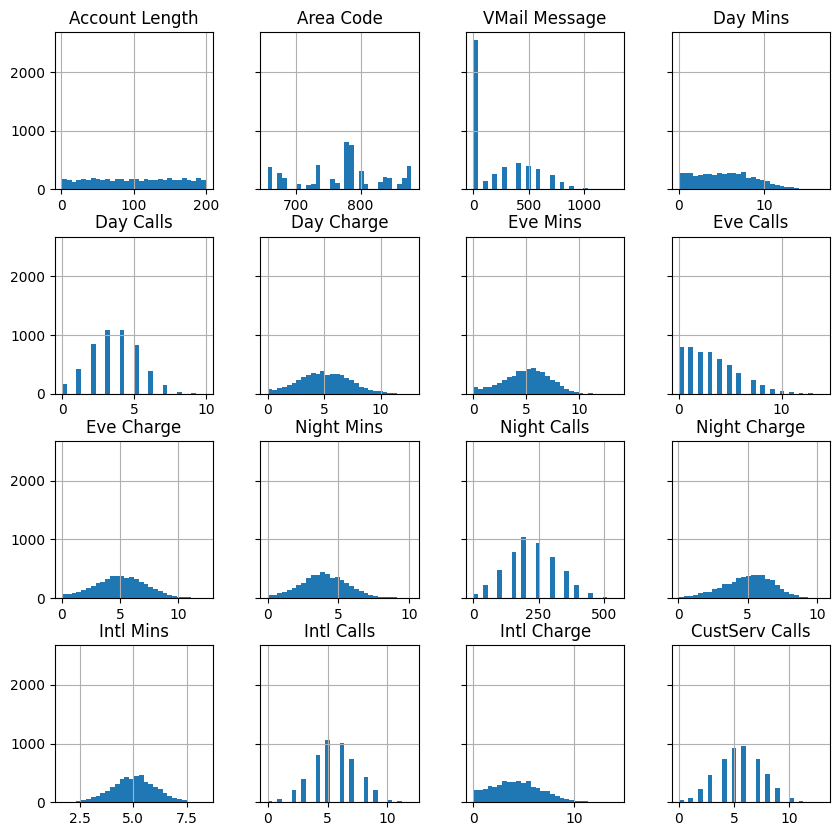 Account Length Area Code VMail Message Day Mins
2000
1000
0
0 100 200 700 800 0 500 1000 0 10
Day Calls Day Charge Eve Mins Eve Calls
2000
1000
0
0 5 10 0 5 10 0 5 10 0 10
Eve Charge Night Mins Night Calls Night Charge
2000
1000
0
0 5 10 0 5 10 0 250 500 0 5 10
Intl Mins Intl Calls Intl Charge CustServ Calls
2000
1000
0
2.5 5.0 7.5 0 5 10 0 10 0 5 10